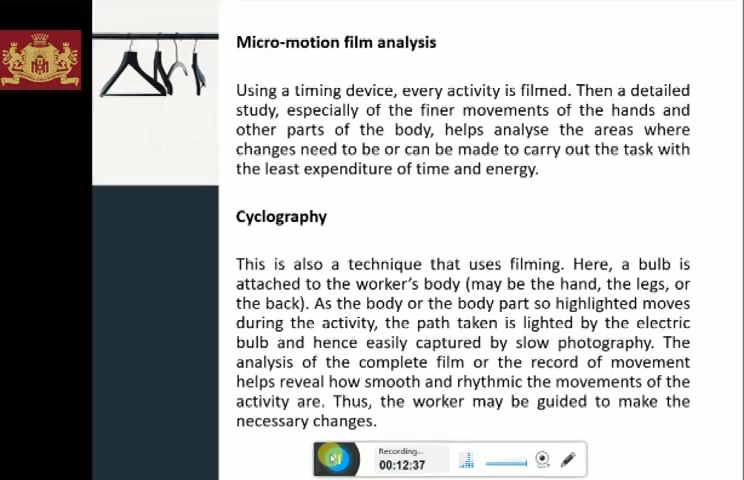 Micro-motion film analysis
Using a timing device, every activity is filmed. Then a detailed
study, especially of the finer movements of the hands and
other parts of the body, helps analyse the areas where
changes need to be or can be made to carry out the task with
the least expenditure of time and energy.
Cyclography
This is also a technique that uses filming. Here, a bulb is
attached to the worker's body (may be the hand, the legs, or
the back). As the body or the body part so highlighted moves
during the activity, the path taken is lighted by the electric
bulb and hence easily captured by slow photography. The
analysis of the complete film or the record of movement
helps reveal how smooth and rhythmic the movements of the
activity are. Thus, the worker may be guided to make the
necessary changes.
Recording...
00:12:37